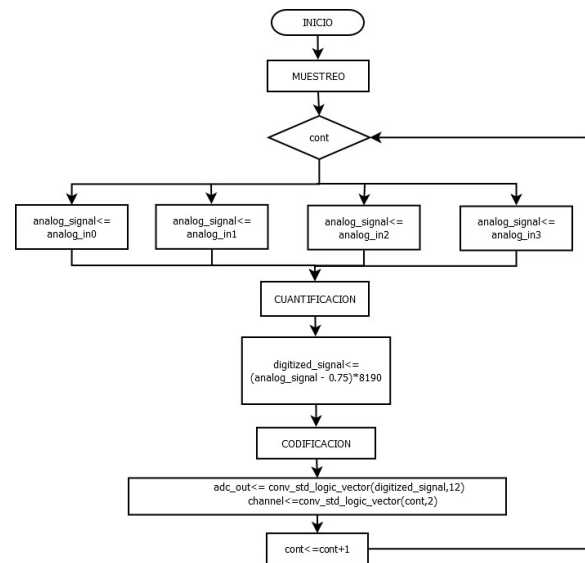 INICIO
MUESTREO
cont
analog_signal<=
analog_in0
analog_signal<=
analog_in1
analog_signal<=
analog_in2
analog_signal<=
analog_in3
CUANTIFICACION
digitized_signal<=
(analog_signal - 0.75)*8190
CODIFICACION
adc_out<= conv_std_logic_vector(digitized_signal,12)
channel<=conv_std_logic_vector(cont,2)
cont<=cont+1